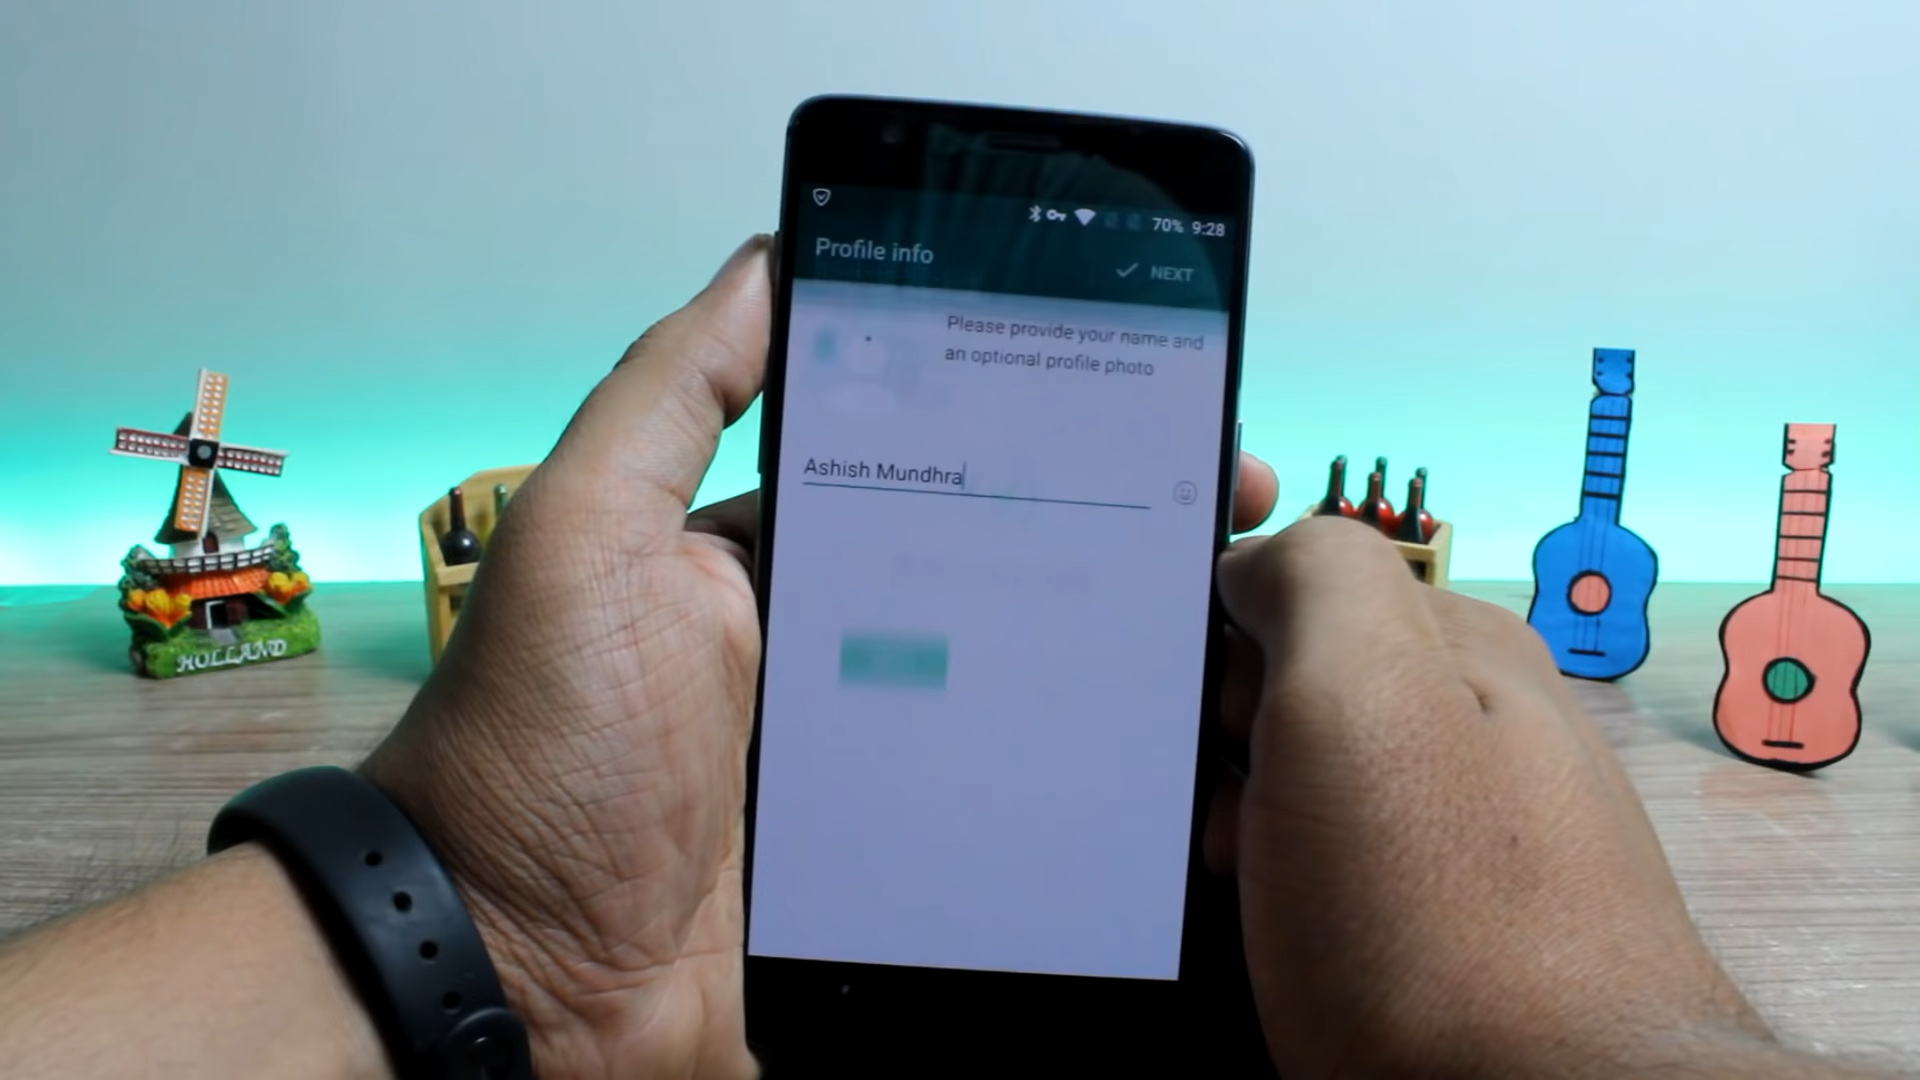 70% 9:28
Profile info
NEXT
Please provide your name and
an optional profile photo
Ashish Mundhra
HOLLAND